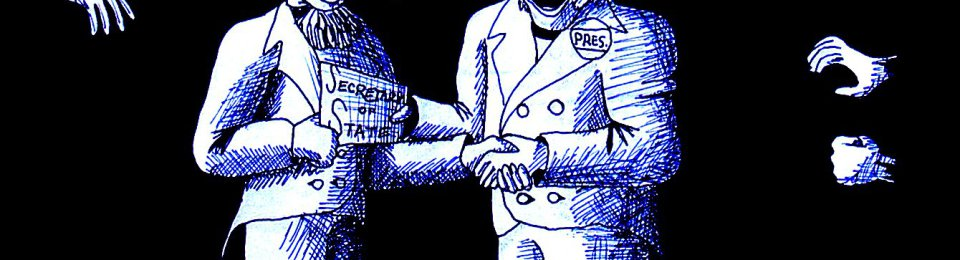 PRES.
SECRETARY
OF
STATE